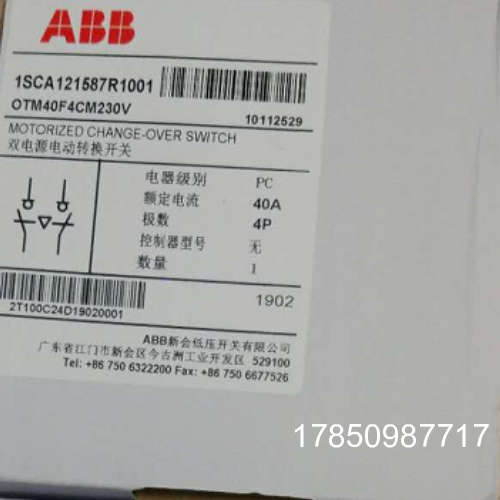 ABB
1SCA121587R1001
OTM40F4CM230V
10112529
MOTORIZED CHANGE-OVER SWITCH
双电源电动转换开关
电器级别 PC
额定电流 40A
极数 4P
控制器型号 无
数量 1
1902
2T100C24D19020001
ABB新会低压开关有限公司
广东省江门市新会区今古洲工业开发区 529100
Tel: +86 750 6322200 Fax: +86 750 6677526
17850987717